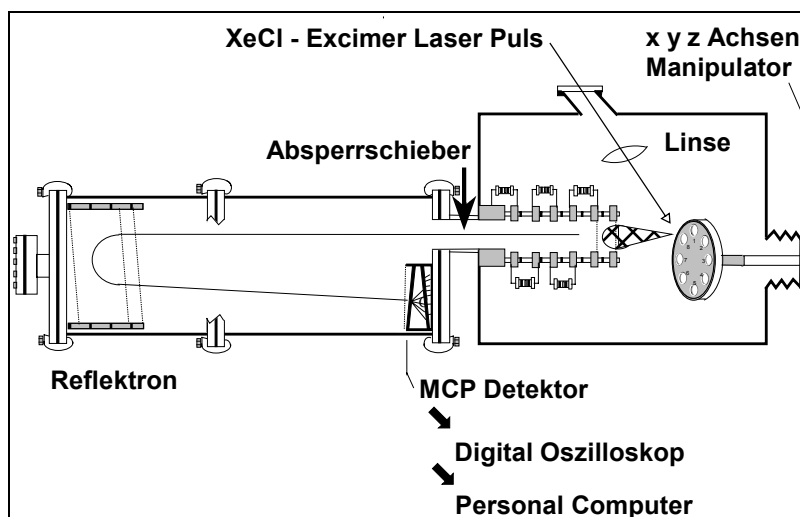 XeCl - Excimer Laser Puls
x y z Achsen
Manipulator
Absperrschieber
Linse
Reflektron
MCP Detektor
Digital Oszilloskop
Personal Computer